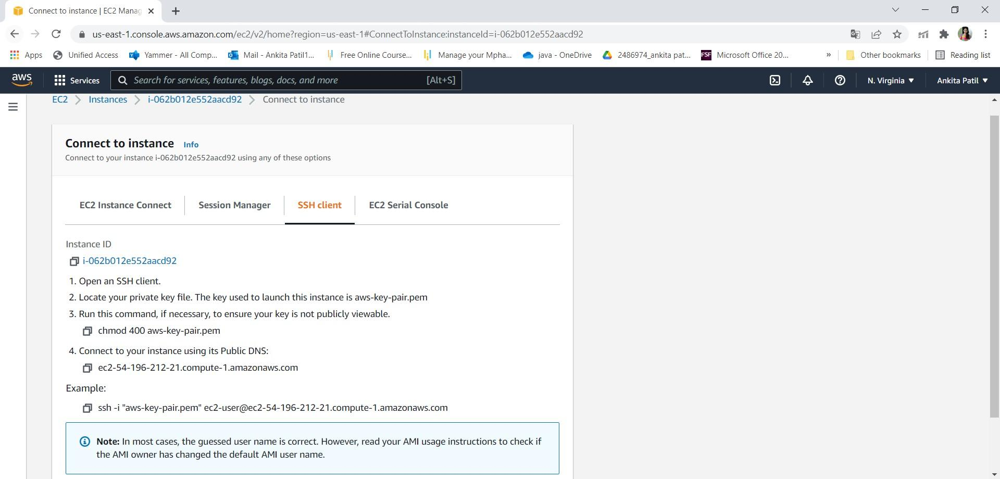 Connect to instance | EC2 Manag
us-east-1.console.aws.amazon.com/ec2/v2/home?region=us-east-1#ConnectToInstance:instanceId=i-062b012e552aacd92
Apps Unified Access Yammer - All Comp... Mail - Ankita Patil1... Free Online Course... Manage your Mpha... java - OneDrive 2486974_ankita pat... FSF Microsoft Office 20... » Other bookmarks Reading list
aws Services Search for services, features, blogs, docs, and more [Alt+S] N. Virginia ▼ Ankita Patil ▼
EC2 > Instances > i-062b012e552aacd92 > Connect to instance
Connect to instance Info
Connect to your instance i-062b012e552aacd92 using any of these options
EC2 Instance Connect Session Manager SSH client EC2 Serial Console
Instance ID
i-062b012e552aacd92
1. Open an SSH client.
2. Locate your private key file. The key used to launch this instance is aws-key-pair.pem
3. Run this command, if necessary, to ensure your key is not publicly viewable.
chmod 400 aws-key-pair.pem
4. Connect to your instance using its Public DNS:
ec2-54-196-212-21.compute-1.amazonaws.com
Example:
ssh -i "aws-key-pair.pem" ec2-user@ec2-54-196-212-21.compute-1.amazonaws.com
Note: In most cases, the guessed user name is correct. However, read your AMI usage instructions to check if
the AMI owner has changed the default AMI user name.